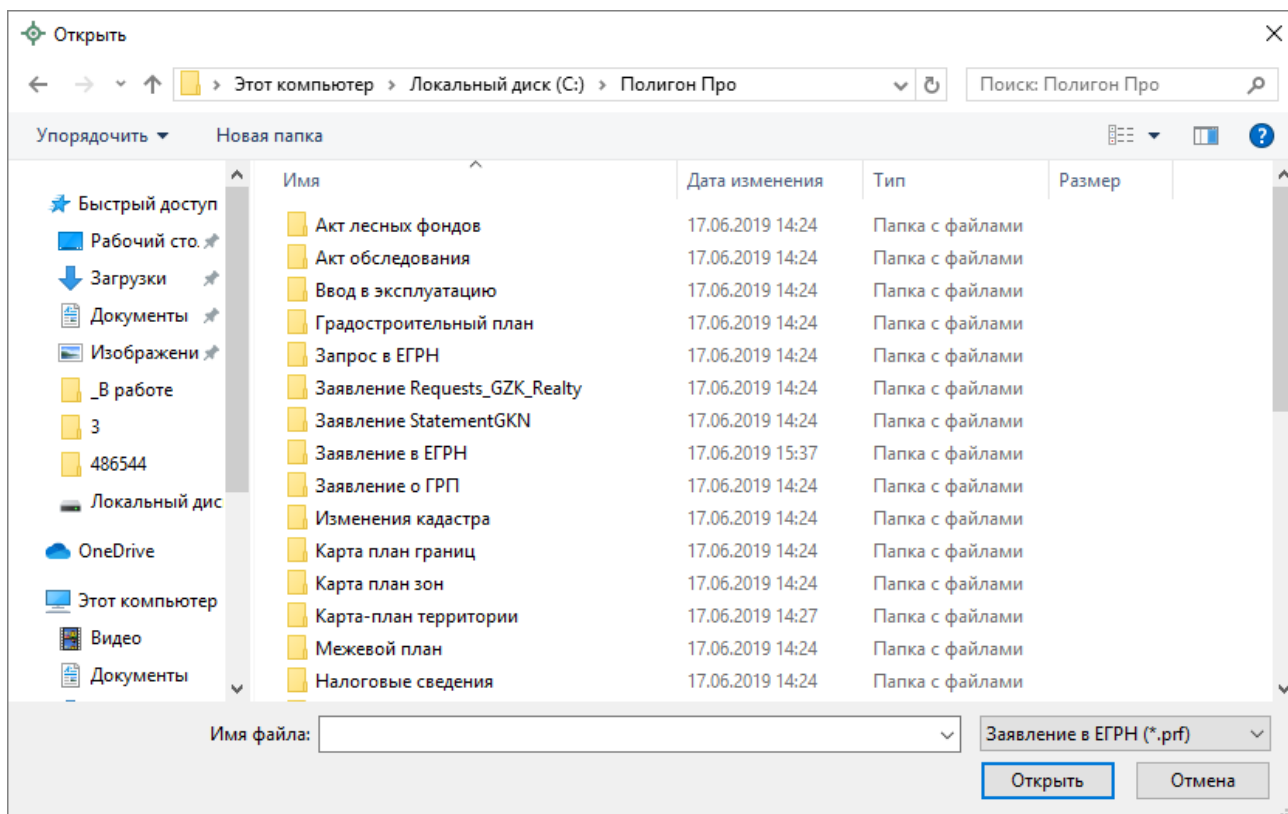 Открыть
Этот компьютер > Локальный диск (C:) > Полигон Про
Поиск: Полигон Про
Упорядочить Новая папка
Имя Дата изменения Тип Размер
Быстрый доступ
Рабочий сто.
Загрузки
Документы
Изображени
_В работе
3
486544
Локальный дис
OneDrive
Этот компьютер
Видео
Документы
Акт лесных фондов 17.06.2019 14:24 Папка с файлами
Акт обследования 17.06.2019 14:24 Папка с файлами
Ввод в эксплуатацию 17.06.2019 14:24 Папка с файлами
Градостроительный план 17.06.2019 14:24 Папка с файлами
Запрос в ЕГРН 17.06.2019 14:24 Папка с файлами
Заявление Requests_GZK_Realty 17.06.2019 14:24 Папка с файлами
Заявление StatementGKN 17.06.2019 14:24 Папка с файлами
Заявление в ЕГРН 17.06.2019 15:37 Папка с файлами
Заявление о ГРП 17.06.2019 14:24 Папка с файлами
Изменения кадастра 17.06.2019 14:24 Папка с файлами
Карта план границ 17.06.2019 14:24 Папка с файлами
Карта план зон 17.06.2019 14:24 Папка с файлами
Карта-план территории 17.06.2019 14:27 Папка с файлами
Межевой план 17.06.2019 14:24 Папка с файлами
Налоговые сведения 17.06.2019 14:24 Папка с файлами
Имя файла: Заявление в ЕГРН (*.prf)
Открыть Отмена